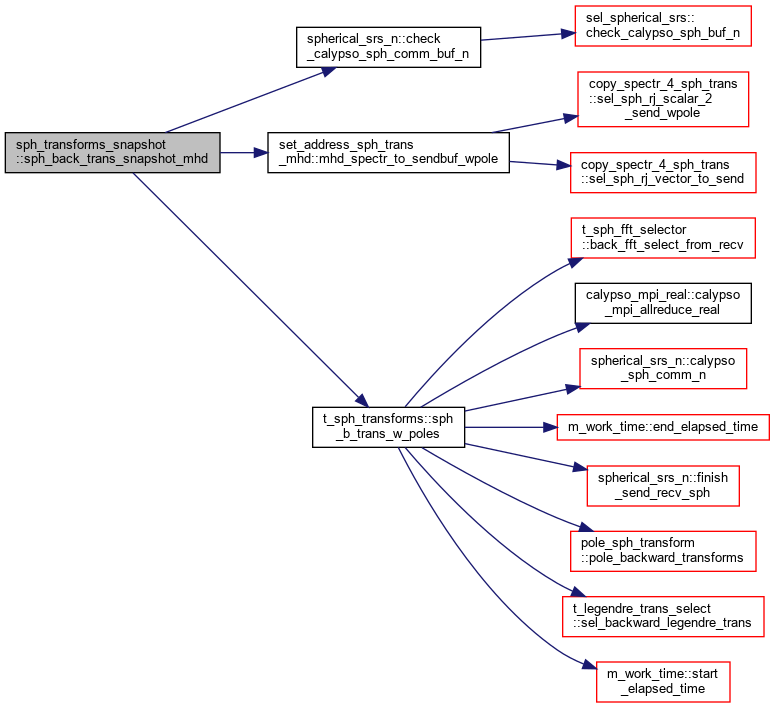 sph_transforms_snapshot
::sph_back_trans_snapshot_mhd
spherical_srs_n::check
_calypso_sph_comm_buf_n
sel_spherical_srs::
check_calypso_sph_buf_n
set_address_sph_trans
_mhd::mhd_spectr_to_sendbuf_wpole
copy_spectr_4_sph_trans
::sel_sph_rj_scalar_2
_send_wpole
copy_spectr_4_sph_trans
::sel_sph_rj_vector_to_send
t_sph_transforms::sph
_b_trans_w_poles
t_sph_fft_selector
::back_fft_select_from_recv
calypso_mpi_real::calypso
_mpi_allreduce_real
spherical_srs_n::calypso
_sph_comm_n
m_work_time::end_elapsed_time
spherical_srs_n::finish
_send_recv_sph
pole_sph_transform
::pole_backward_transforms
t_legendre_trans_select
::sel_backward_legendre_trans
m_work_time::start
_elapsed_time